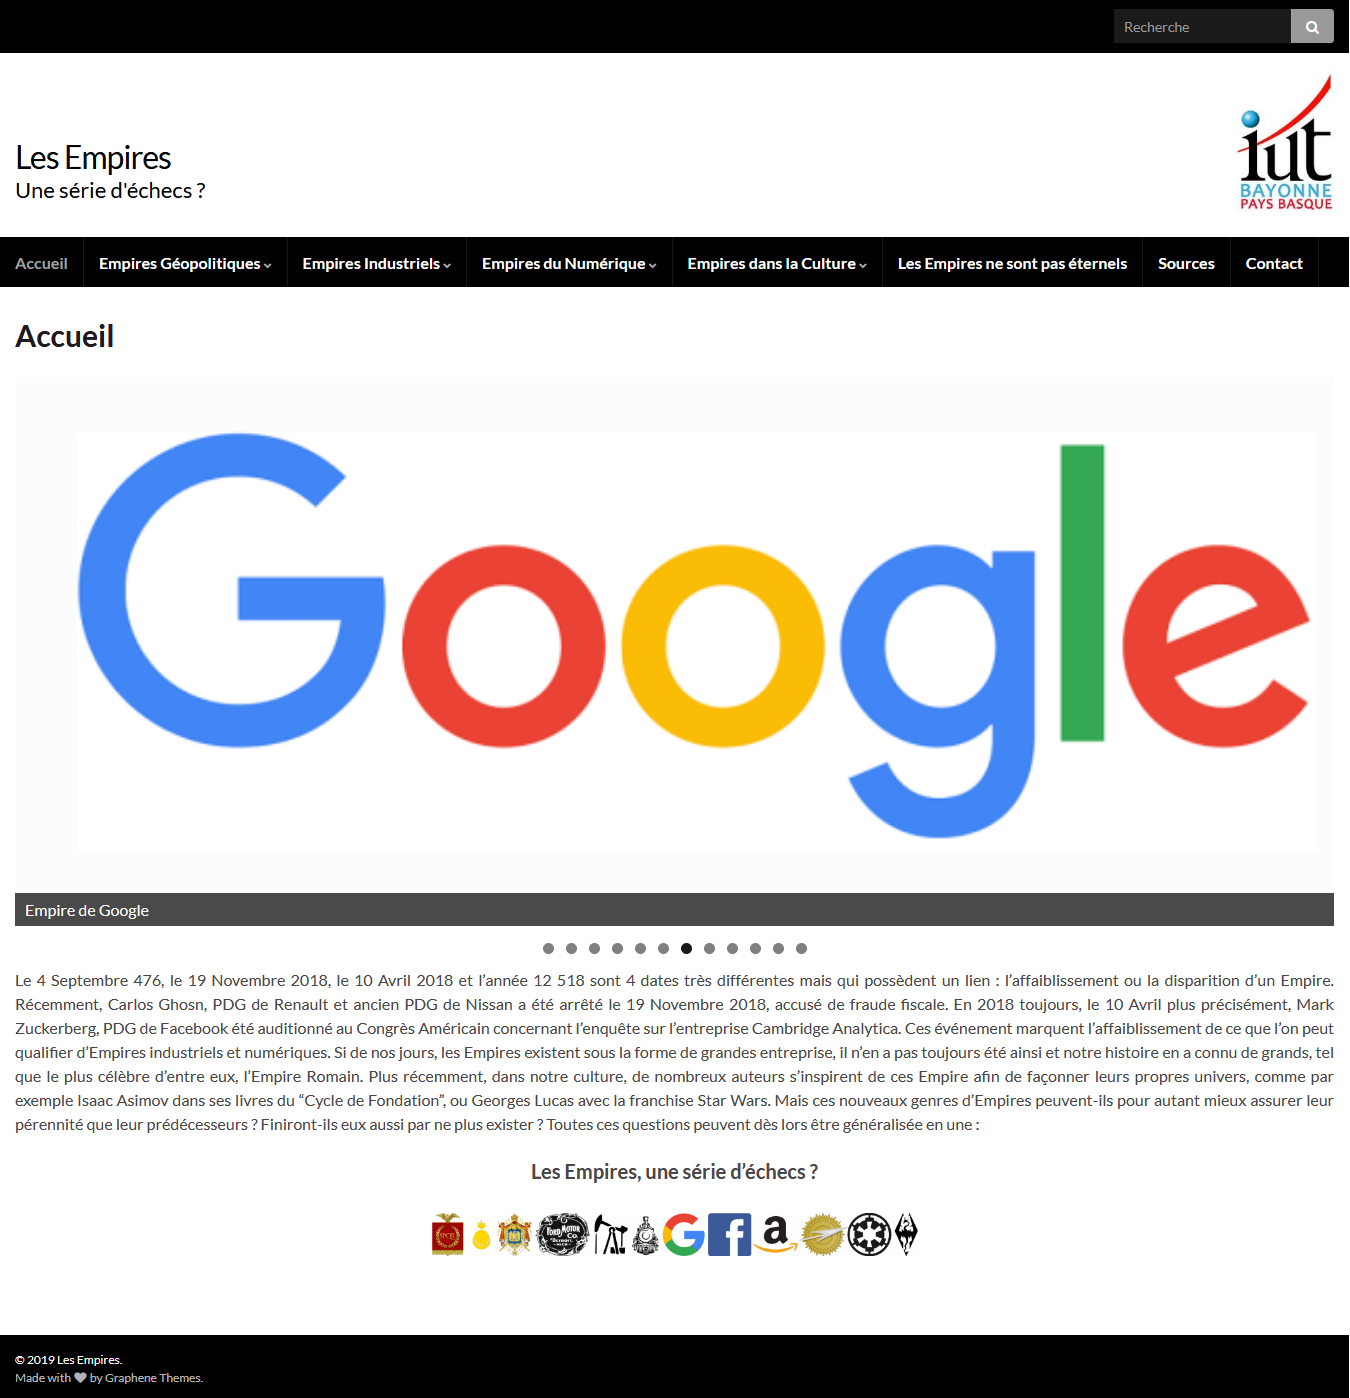 Recherche
iut
BAYONNE
PAYS BASQUE
Les Empires
Une série d'échecs ?
Accueil
Empires Géopolitiques
Empires Industriels
Empires du Numérique
Empires dans la Culture
Les Empires ne sont pas éternels
Sources
Contact
Accueil
Google
Empire de Google
Le 4 Septembre 476, le 19 Novembre 2018, le 10 Avril 2018 et l’année 12 518 sont 4 dates très différentes mais qui possèdent un lien : l’affaiblissement ou la disparition d’un Empire.
Récemment, Carlos Ghosn, PDG de Renault et ancien PDG de Nissan a été arrêté le 19 Novembre 2018, accusé de fraude fiscale. En 2018 toujours, le 10 Avril plus précisément, Mark
Zuckerberg, PDG de Facebook été auditionné au Congrès Américain concernant l’enquête sur l’entreprise Cambridge Analytica. Ces événement marquent l’affaiblissement de ce que l’on peut
qualifier d’Empires industriels et numériques. Si de nos jours, les Empires existent sous la forme de grandes entreprise, il n’en a pas toujours été ainsi et notre histoire en a connu de grands, tel
que le plus célèbre d’entre eux, l’Empire Romain. Plus récemment, dans notre culture, de nombreux auteurs s’inspirent de ces Empire afin de façonner leurs propres univers, comme par
exemple Isaac Asimov dans ses livres du “Cycle de Fondation”, ou Georges Lucas avec la franchise Star Wars. Mais ces nouveaux genres d’Empires peuvent-ils pour autant mieux assurer leur
pérennité que leur prédécesseurs ? Finiront-ils eux aussi par ne plus exister ? Toutes ces questions peuvent dès lors être généralisée en une :
Les Empires, une série d’échecs ?
SPQR
FORD MOTOR
Co.
© 2019 Les Empires.
Made with by Graphene Themes.